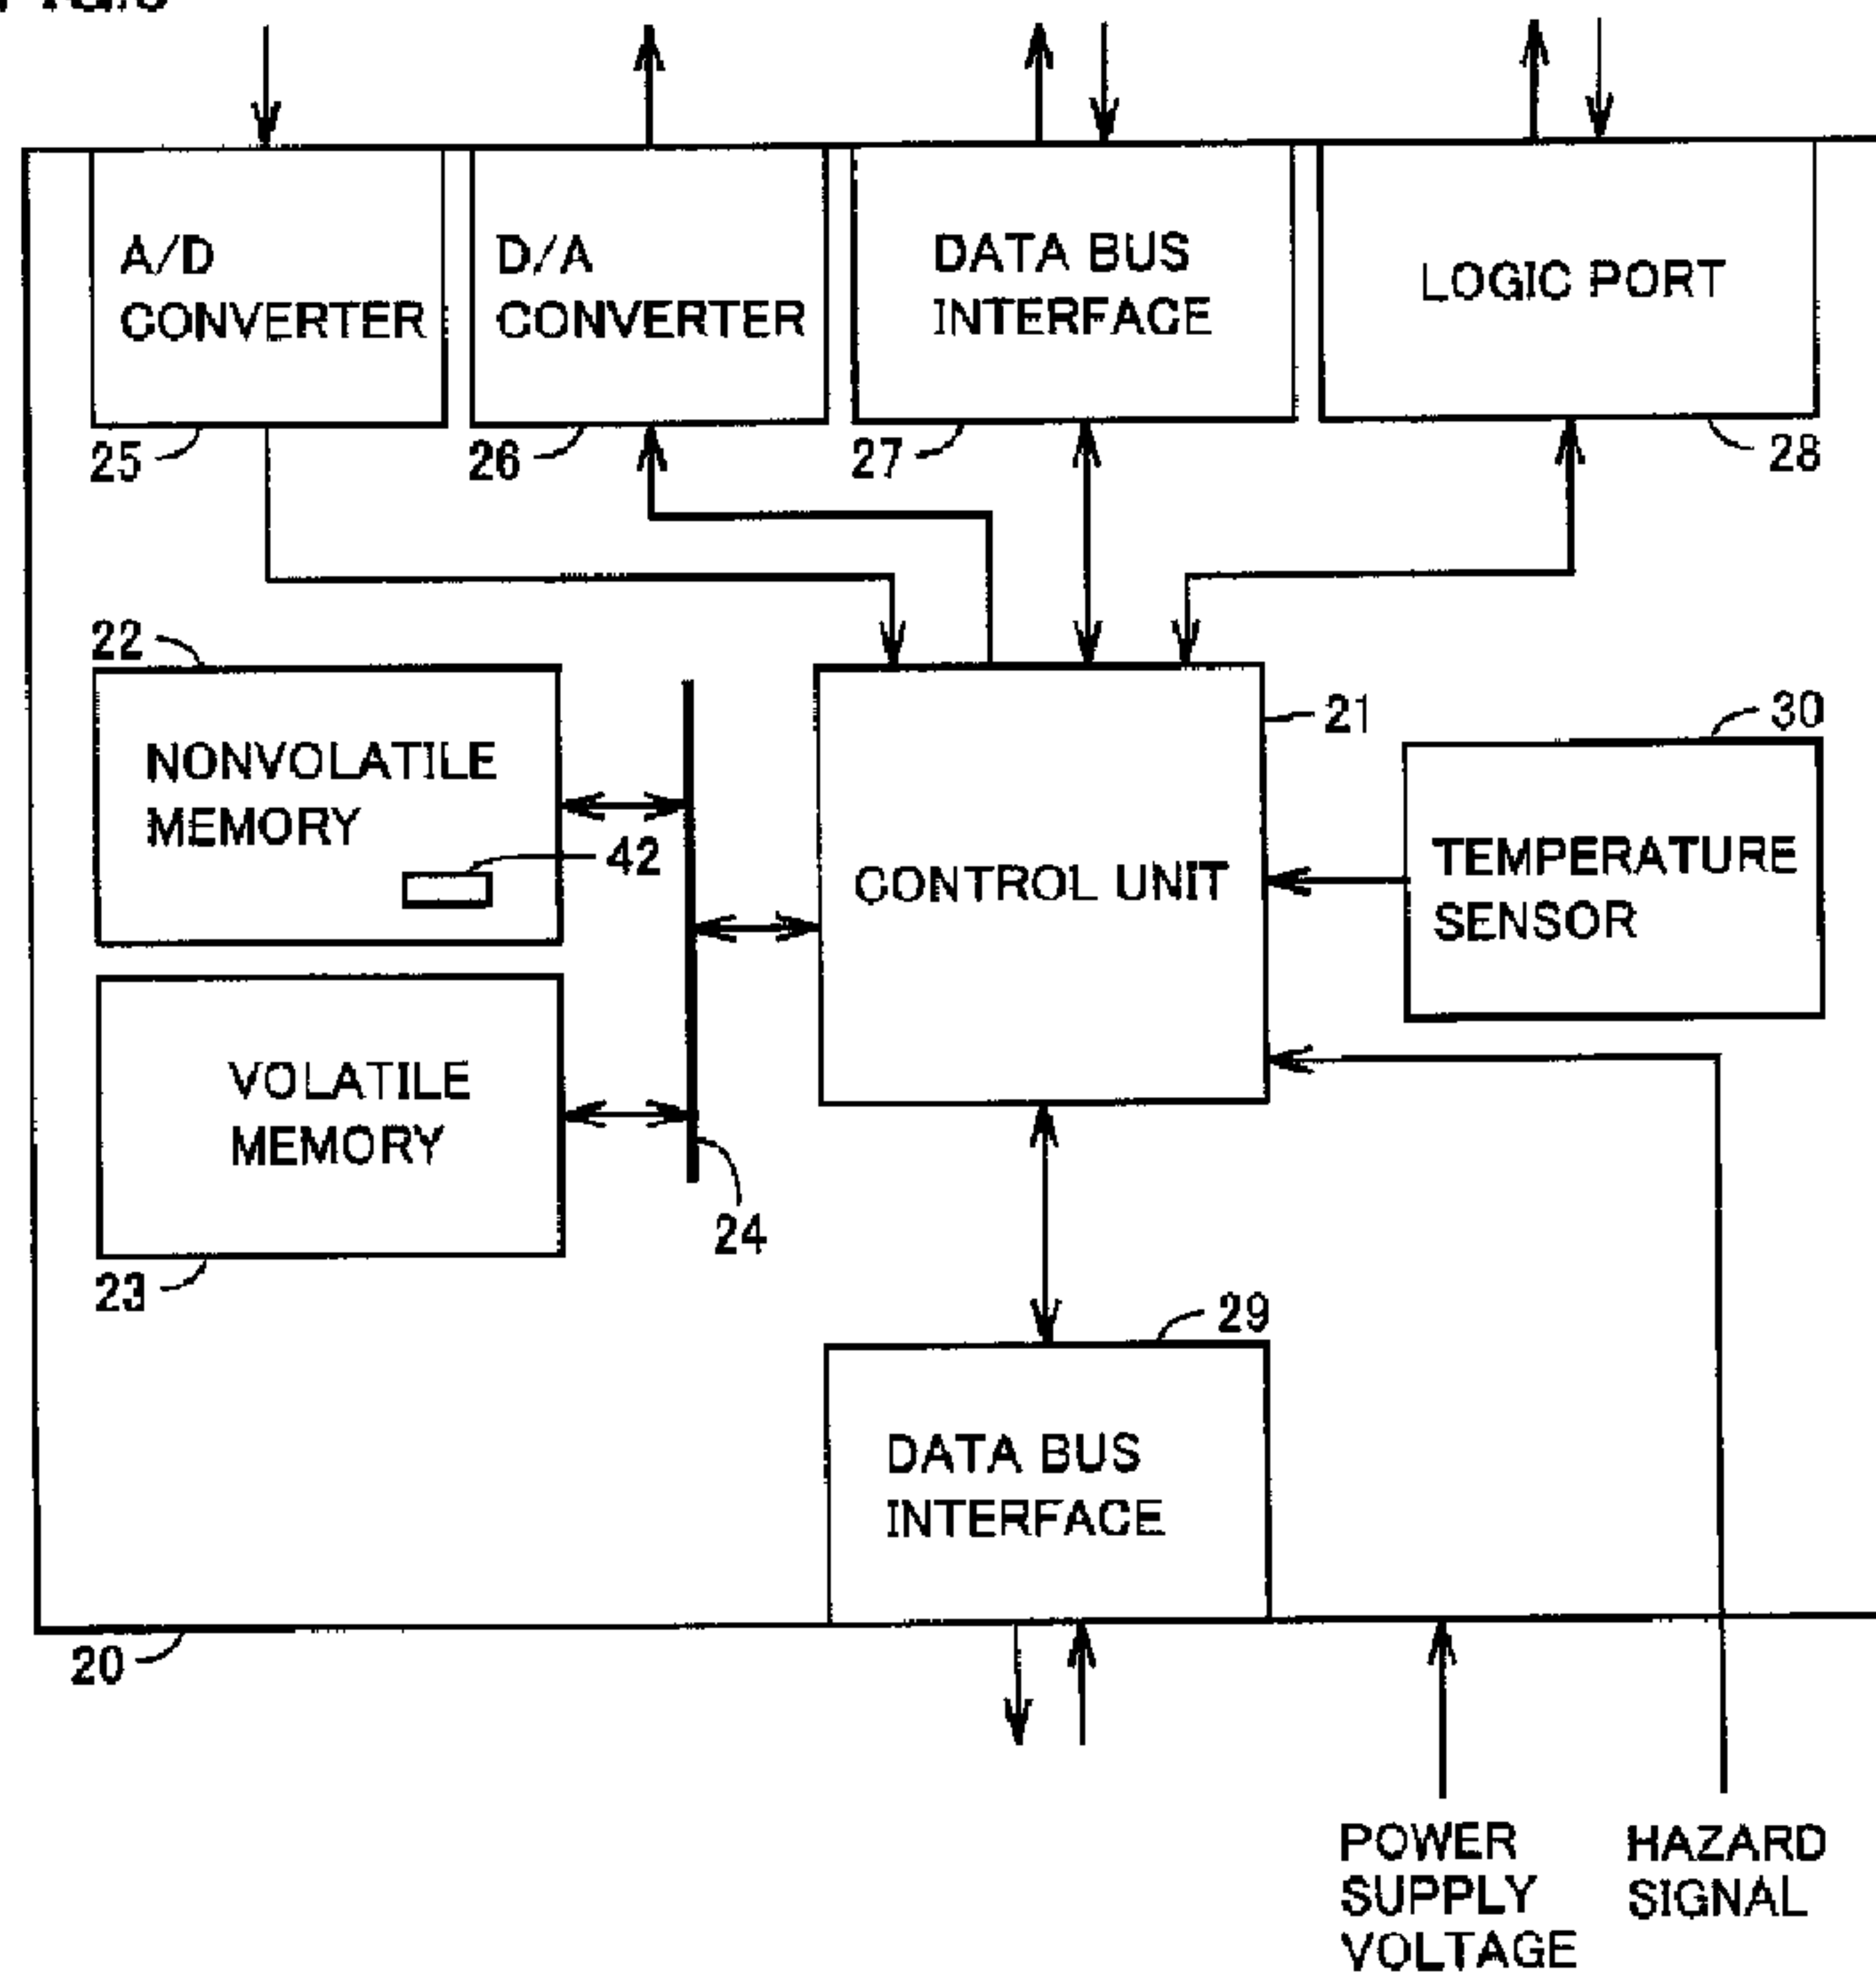 A/D
CONVERTER
D/A
CONVERTER
DATA BUS
INTERFACE
LOGIC PORT
25
26
27
28
22
NONVOLATILE
MEMORY
42
21
CONTROL UNIT
30
TEMPERATURE
SENSOR
VOLATILE
MEMORY
24
23
29
DATA BUS
INTERFACE
20
POWER
SUPPLY
VOLTAGE
HAZARD
SIGNAL